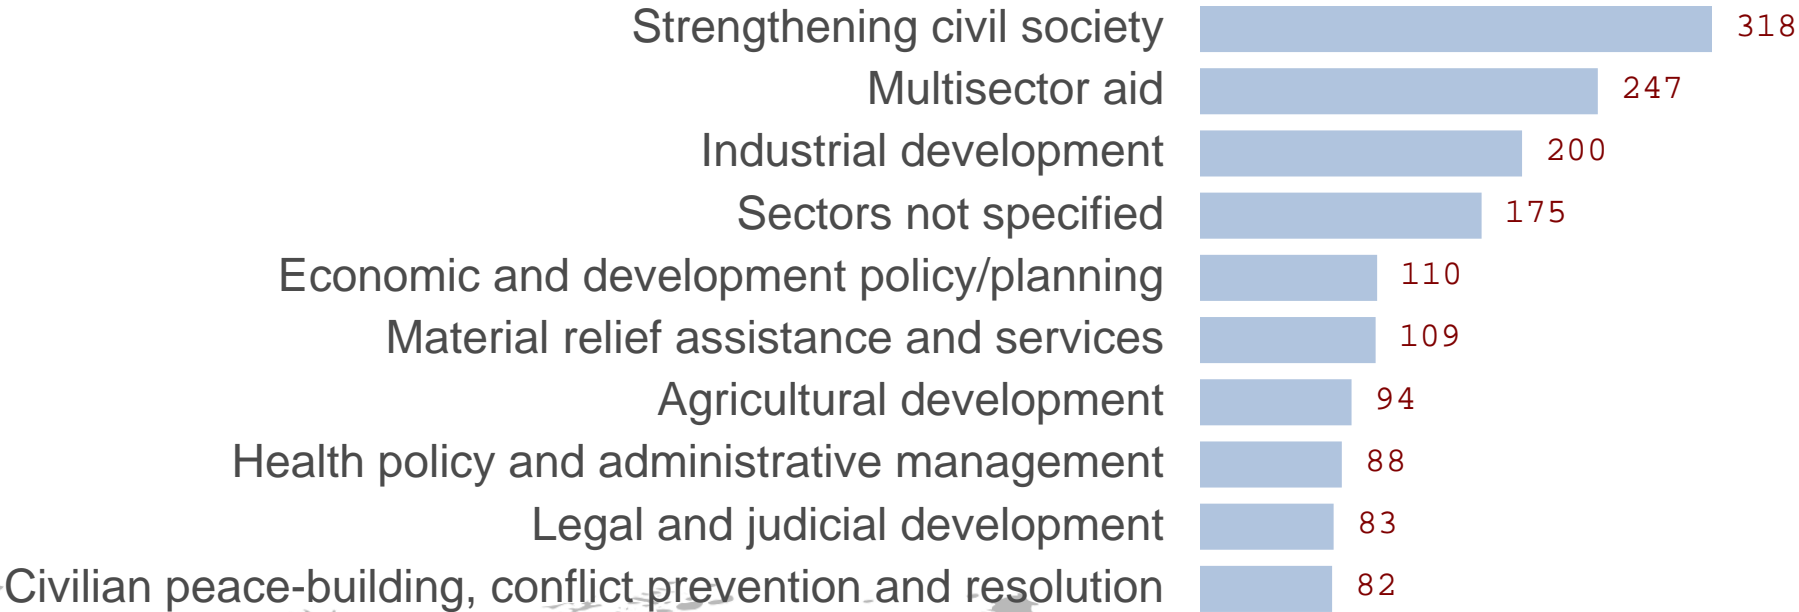 Strengthening civil society 318
Multisector aid 247
Industrial development 200
Sectors not specified 175
Economic and development policy/planning 110
Material relief assistance and services 109
Agricultural development 94
Health policy and administrative management 88
Legal and judicial development 83
Civilian peace-building, conflict prevention and resolution 82